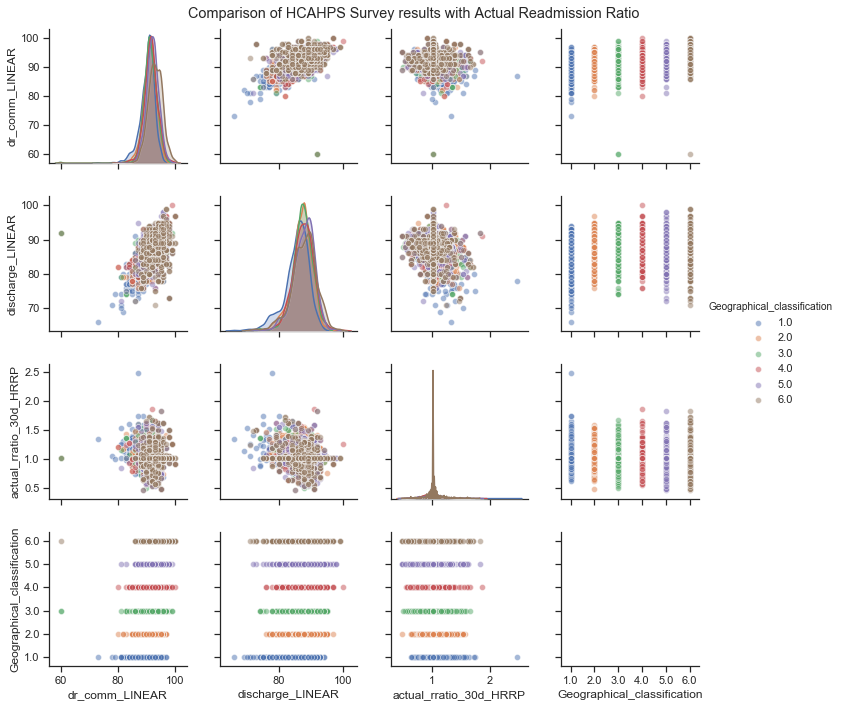 Comparison of HCAHPS Survey results with Actual Readmission Ratio
dr_comm_LINEAR
100
90
80
70
60
discharge_LINEAR
100
90
80
70
Geographical_classification
1.0
2.0
3.0
4.0
5.0
6.0
actual_rratio_30d_HRRP
2.5
2.0
1.5
1.0
0.5
Geographical_classification
6.0
5.0
4.0
3.0
2.0
1.0
60 80 100
80 100
1 2
1.0 2.0 3.0 4.0 5.0 6.0
dr_comm_LINEAR
discharge_LINEAR
actual_rratio_30d_HRRP
Geographical_classification